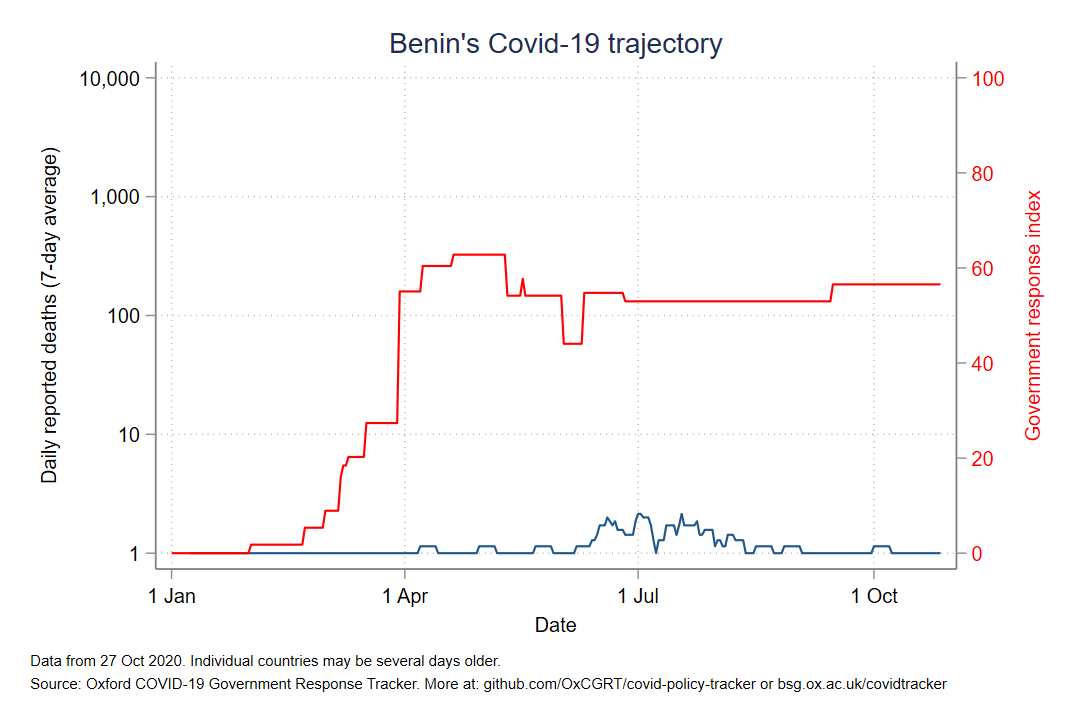 Benin's Covid-19 trajectory
Daily reported deaths (7-day average)
10,000
1,000
100
10
1
100
80
60
40
20
0
Government response index
1 Jan
1 Apr
1 Jul
1 Oct
Date
Data from 27 Oct 2020. Individual countries may be several days older.
Source: Oxford COVID-19 Government Response Tracker. More at: github.com/OxCGRT/covid-policy-tracker or bsg.ox.ac.uk/covidtracker